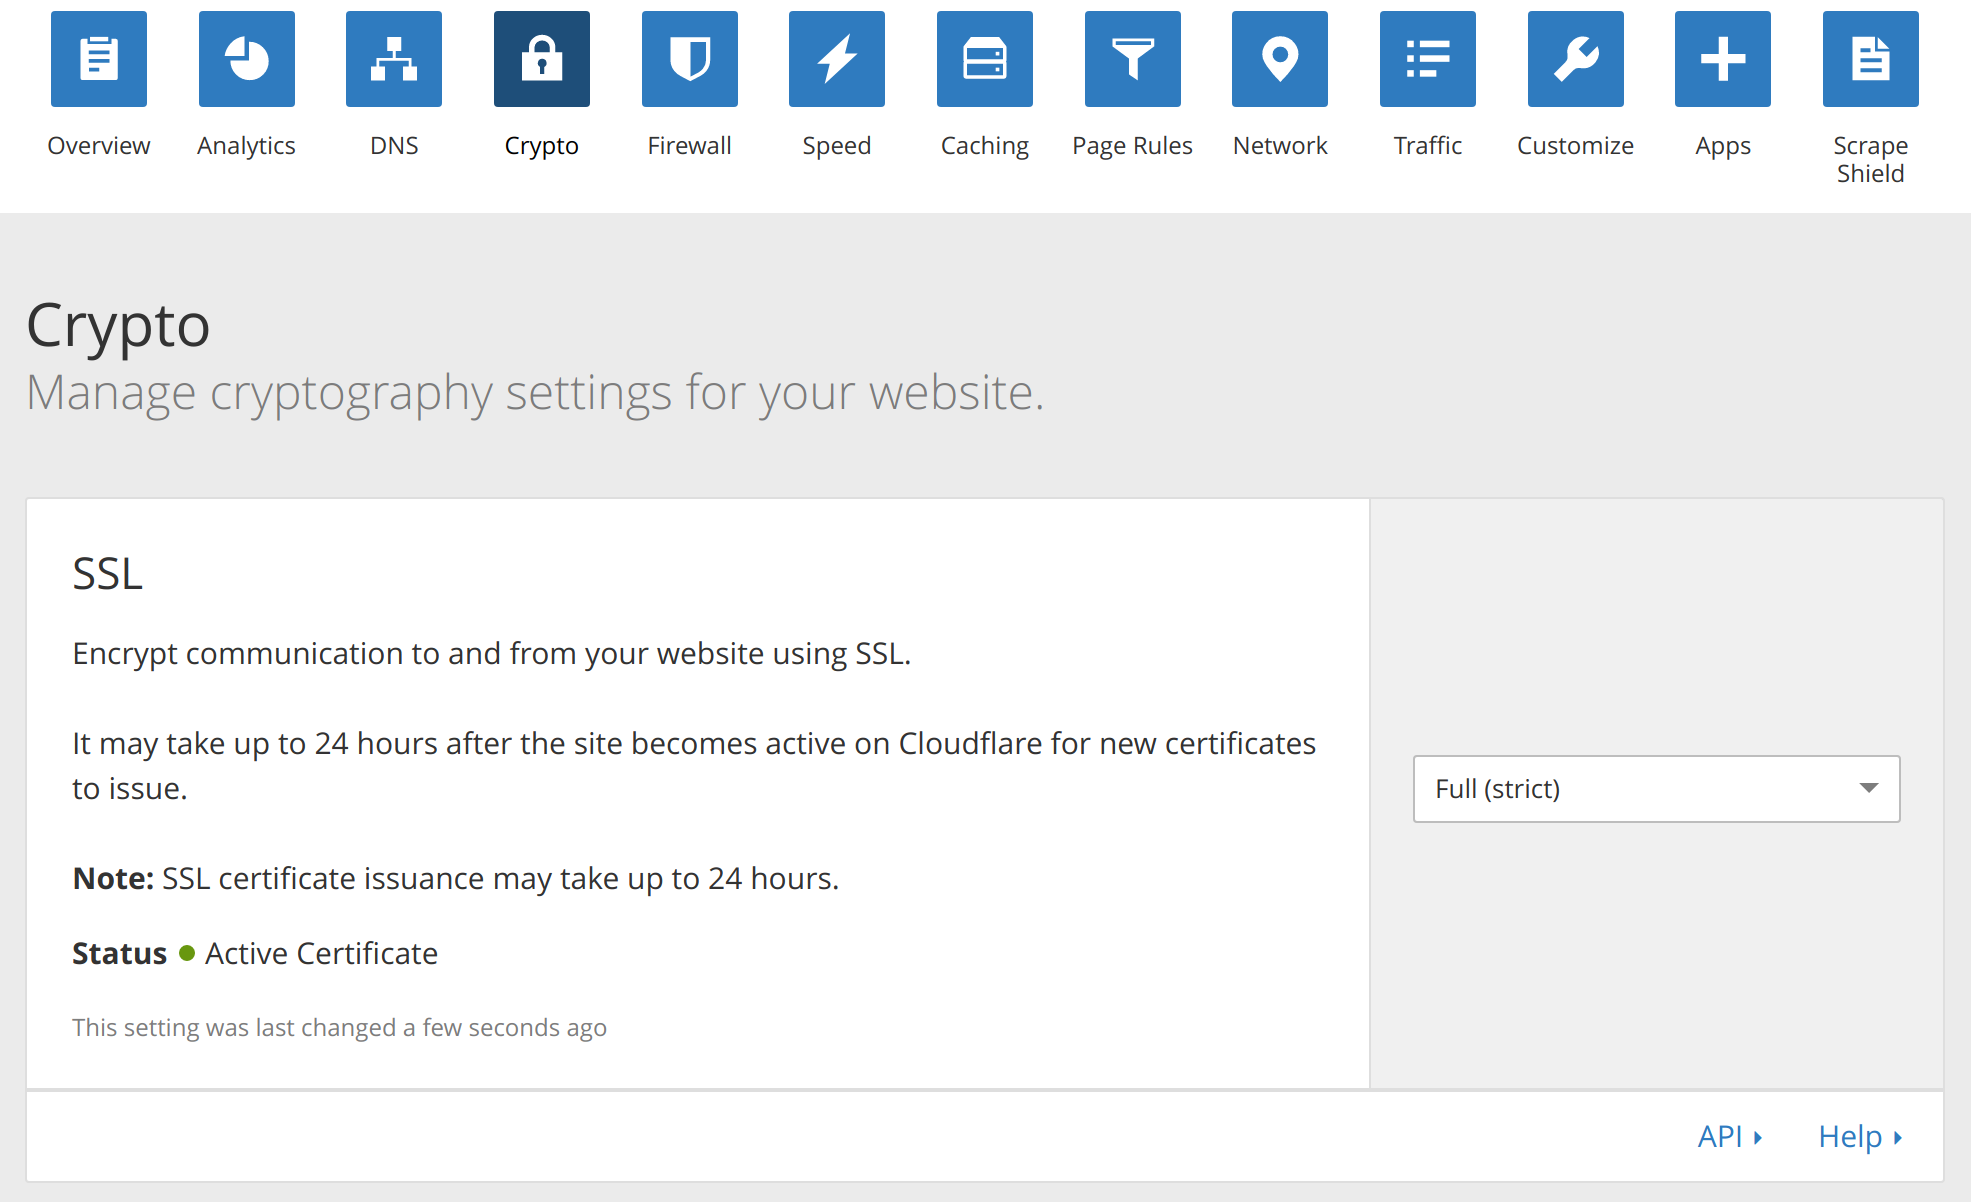 Overview
Analytics
DNS
Crypto
Firewall
Speed
Caching
Page Rules
Network
Traffic
Customize
Apps
Scrape
Shield
Crypto
Manage cryptography settings for your website.
SSL
Encrypt communication to and from your website using SSL.
It may take up to 24 hours after the site becomes active on Cloudflare for new certificates
to issue.
Full (strict)
Note: SSL certificate issuance may take up to 24 hours.
Status Active Certificate
This setting was last changed a few seconds ago
API
Help